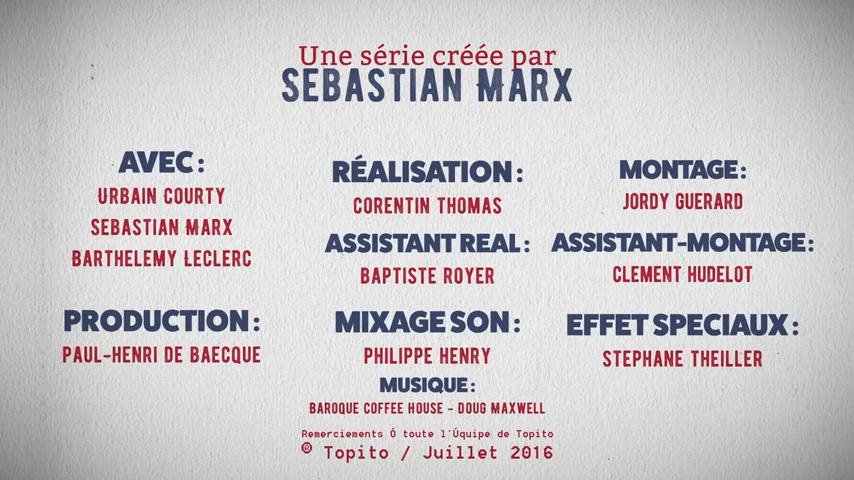 Une série créée par
SEBASTIAN MARX
AVEC :
URBAIN COURTY
SEBASTIAN MARX
BARTHELEMY LECLERC
PRODUCTION :
PAUL-HENRI DE BAECQUE
RÉALISATION :
CORENTIN THOMAS
ASSISTANT REAL :
BAPTISTE ROYER
MIXAGE SON :
PHILIPPE HENRY
MUSIQUE :
BAROQUE COFFEE HOUSE - DOUG MAXWELL
MONTAGE :
JORDY GUERARD
ASSISTANT-MONTAGE :
CLEMENT HUDELOT
EFFET SPECIAUX :
STEPHANE THEILLER
Remerciements Ó toute l'Úquipe de Topito
® Topito / Juillet 2016